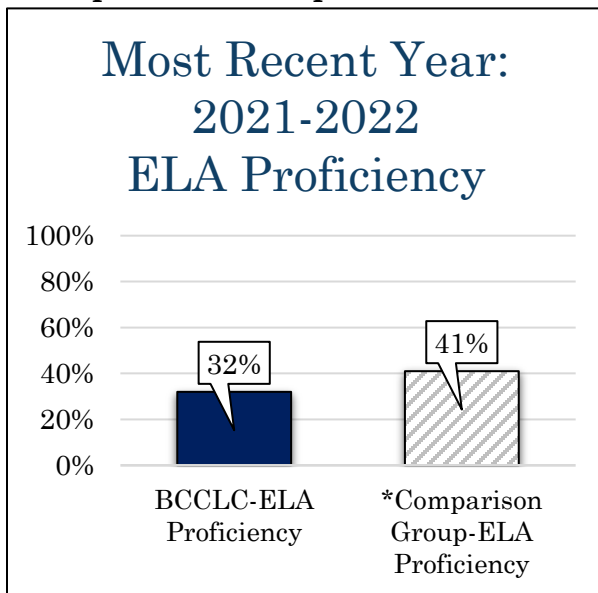 Most Recent Year:
2021-2022
ELA Proficiency
100%
80%
60%
40%
20%
0%
32%
41%
BCCLC-ELA
Proficiency
*Comparison
Group-ELA
Proficiency